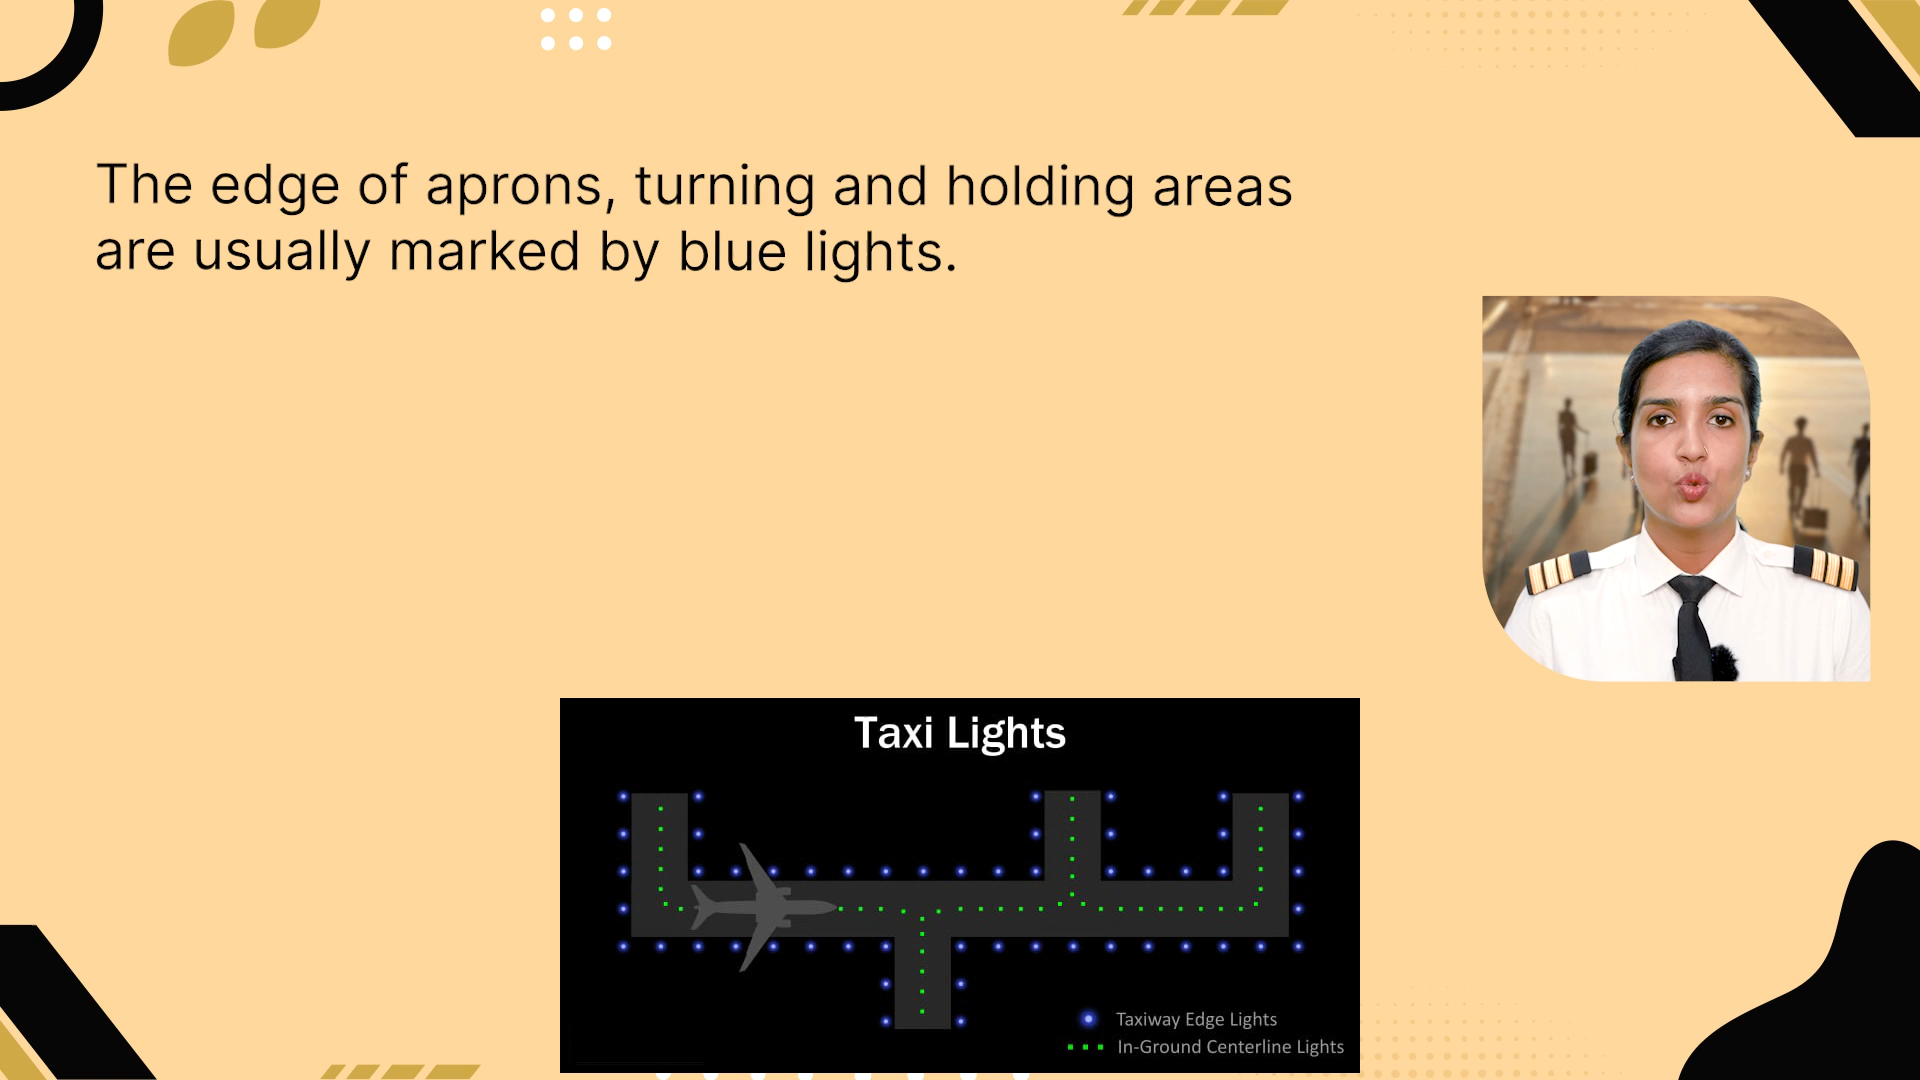 The edge of aprons, turning and holding areas
are usually marked by blue lights.
Taxi Lights
Taxiway Edge Lights
In-Ground Centerline Lights